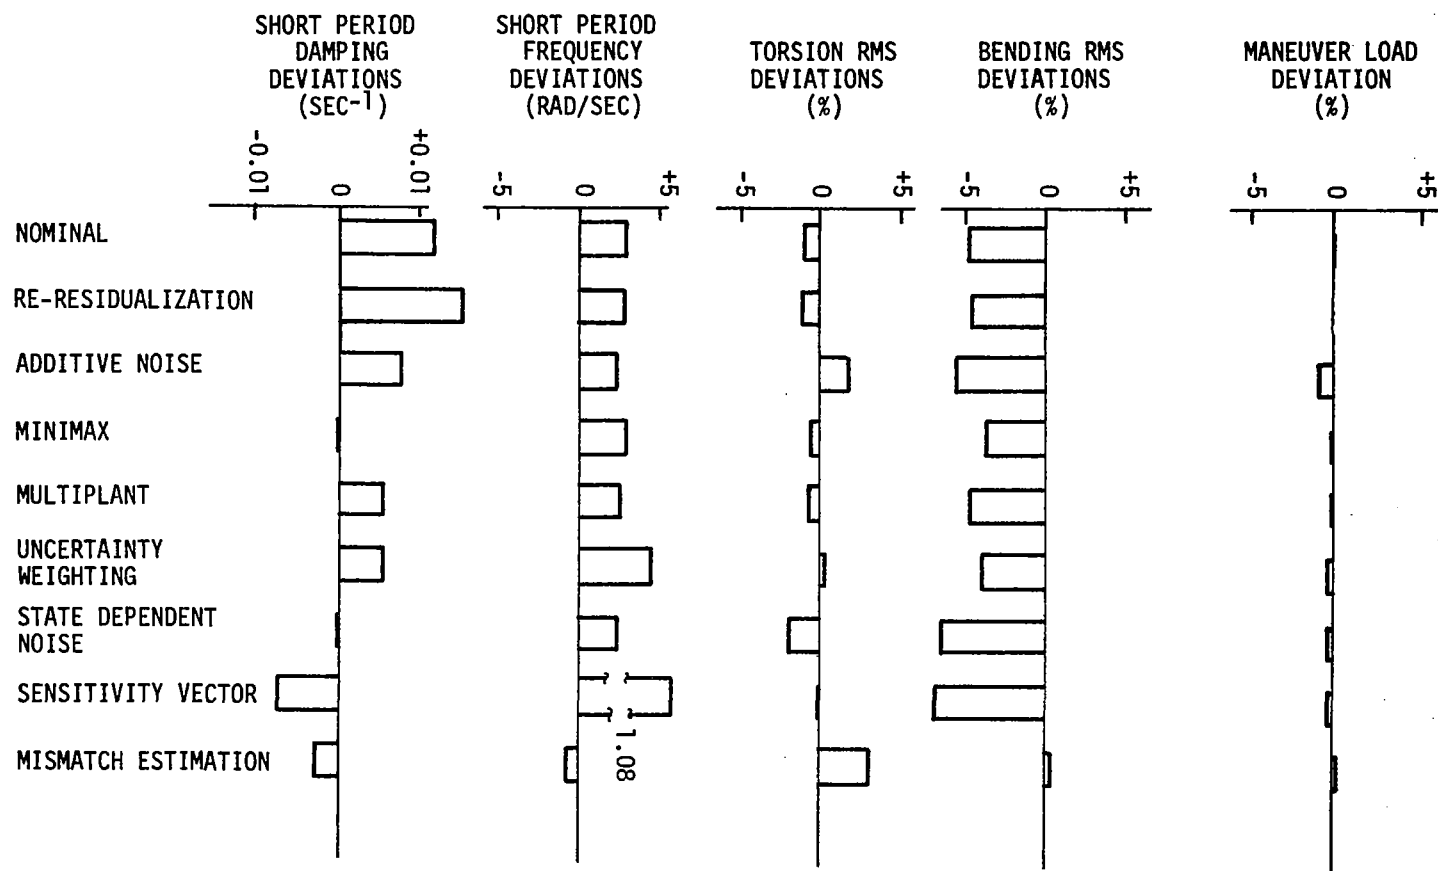 SHORT PERIOD
DAMPING
DEVIATIONS
(SEC-1)
SHORT PERIOD
FREQUENCY
DEVIATIONS
(RAD/SEC)
TORSION RMS
DEVIATIONS
(%)
BENDING RMS
DEVIATIONS
(%)
MANEUVER LOAD
DEVIATION
(%)
-0.01 0 +0.01
-5 0 +5
-5 0 +5
-5 0 +5
-5 0 +5
NOMINAL
RE-RESIDUALIZATION
ADDITIVE NOISE
MINIMAX
MULTIPLANT
UNCERTAINTY
WEIGHTING
STATE DEPENDENT
NOISE
SENSITIVITY VECTOR
1.08
MISMATCH ESTIMATION